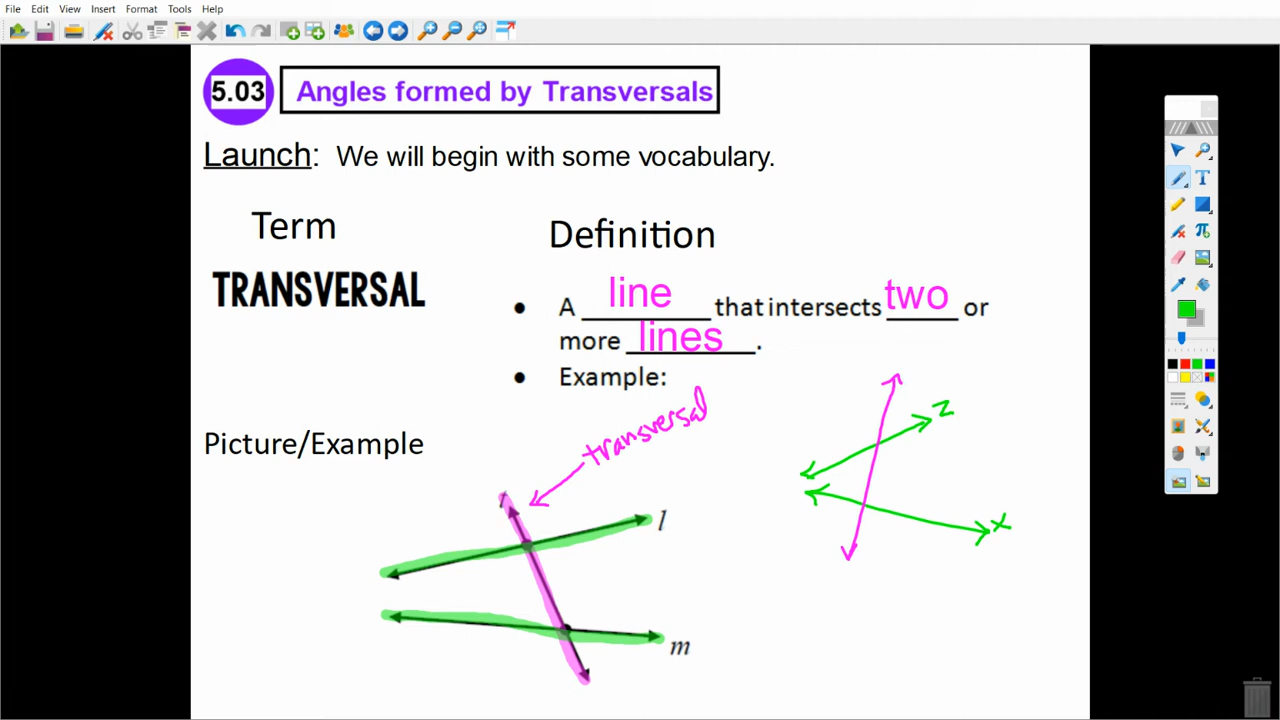 File Edit View Insert Format Tools Help
5.03 Angles formed by Transversals
Launch: We will begin with some vocabulary.
Term
Definition
TRANSVERSAL
• A line that intersects two or
more lines.
• Example:
transversal
z
x
Picture/Example
l
m